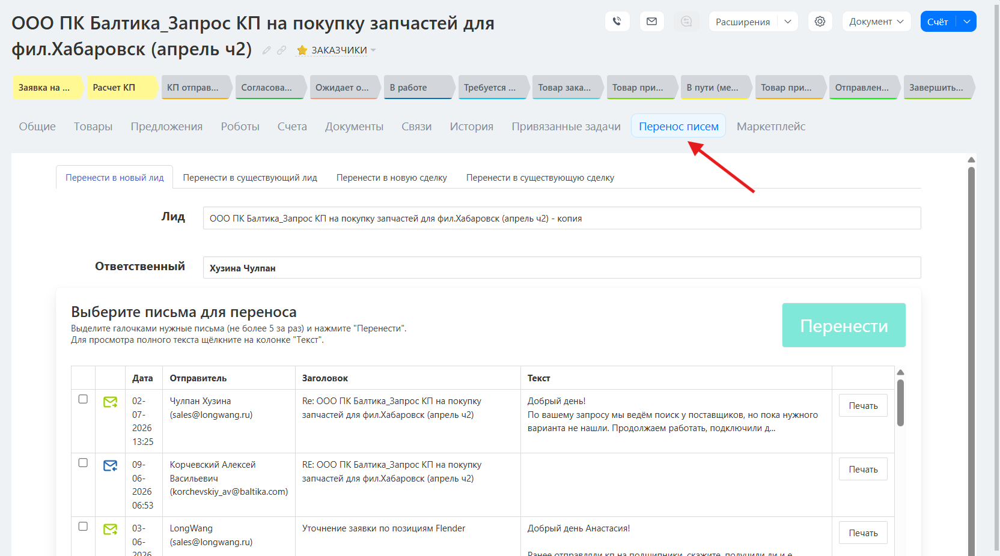 ООО ПК Балтика_Запрос КП на покупку запчастей для
фил.Хабаровск (апрель ч2)
ЗАКАЗЧИКИ
Расширения
Документ
Счёт
Заявка на ...
Расчет КП
КП отправ...
Согласова...
Ожидает о...
В работе
Требуется ...
Товар зака...
Товар при...
В пути (ме...
Товар при...
Отправлен...
Завершить...
Общие
Товары
Предложения
Роботы
Счета
Документы
Связи
История
Привязанные задачи
Перенос писем
Маркетплейс
Перенести в новый лид
Перенести в существующий лид
Перенести в новую сделку
Перенести в существующую сделку
Лид
ООО ПК Балтика_Запрос КП на покупку запчастей для фил.Хабаровск (апрель ч2) - копия
Ответственный
Хузина Чулпан
Выберите письма для переноса
Выделите галочками нужные письма (не более 5 за раз) и нажмите "Перенести".
Для просмотра полного текста щёлкните на колонке "Текст".
Перенести
Дата
Отправитель
Заголовок
Текст
02-
07-
2026
13:25
Чулпан Хузина
(sales@longwang.ru)
Re: ООО ПК Балтика_Запрос КП на покупку
запчастей для фил.Хабаровск (апрель ч2)
Добрый день!
По вашему запросу мы ведём поиск у поставщиков, но пока нужного
варианта не нашли. Продолжаем работать, подключили д...
Печать
09-
06-
2026
06:53
Корчевский Алексей
Васильевич
(korchevskiy_av@baltika.com)
RE: ООО ПК Балтика_Запрос КП на покупку
запчастей для фил.Хабаровск (апрель ч2)
Печать
03-
06-
2026
LongWang
(sales@longwang.ru)
Уточнение заявки по позициям Flender
Добрый день Анастасия!
Ранее отправляли кп на подшипники, скажите, получили ли и е
Печать